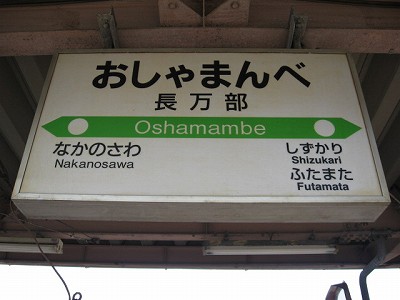 おしゃまんべ
長万部
Oshamambe
なかのさわ
Nakanosawa
しずかり
Shizukari
ふたまた
Futamata